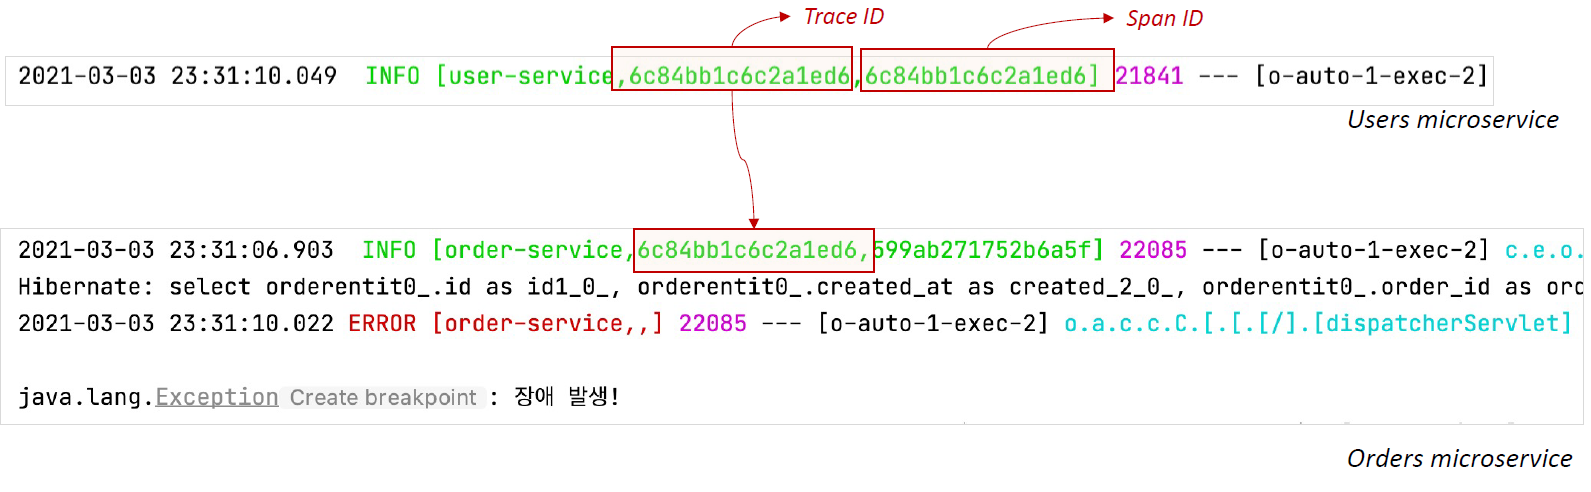 Trace ID
Span ID
2021-03-03 23:31:10.049  INFO [user-service,6c84bb1c6c2a1ed6,6c84bb1c6c2a1ed6] 21841 --- [o-auto-1-exec-2]
Users microservice
2021-03-03 23:31:06.903  INFO [order-service,6c84bb1c6c2a1ed6,599ab271752b6a5f] 22085 --- [o-auto-1-exec-2] c.e.o.
Hibernate: select orderentit0_.id as id1_0_, orderentit0_.created_at as created_2_0_, orderentit0_.order_id as ord
2021-03-03 23:31:10.022 ERROR [order-service,,] 22085 --- [o-auto-1-exec-2] o.a.c.c.C.[.[.[/].[dispatcherServlet]
java.lang.Exception Create breakpoint : 장애 발생!
Orders microservice